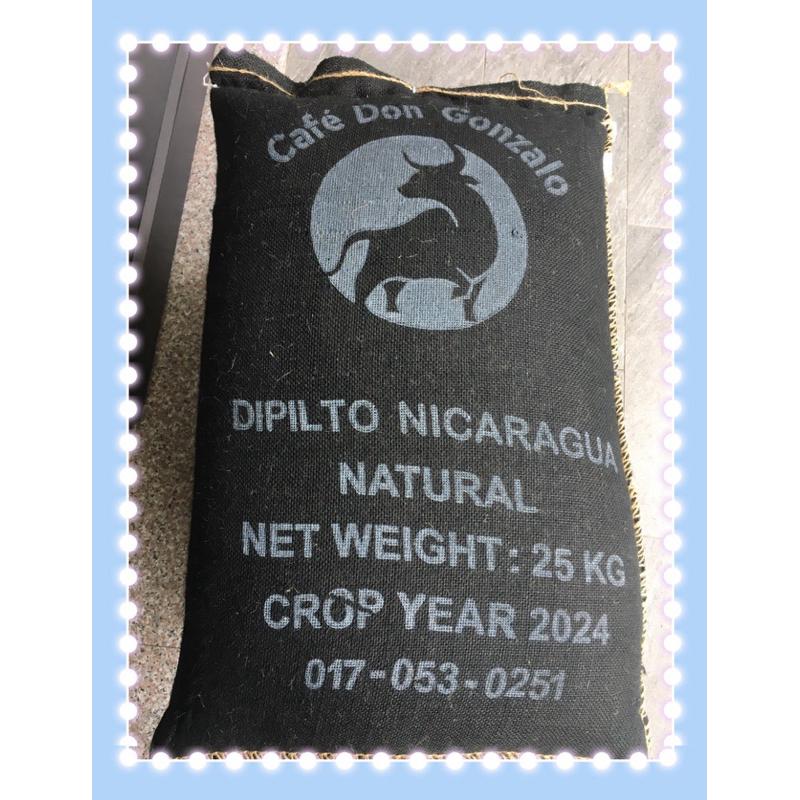 Café Don Gonzalo
DIPILTO NICARAGUA
NATURAL
NET WEIGHT: 25 KG
CROP YEAR 2024
017-053-0251